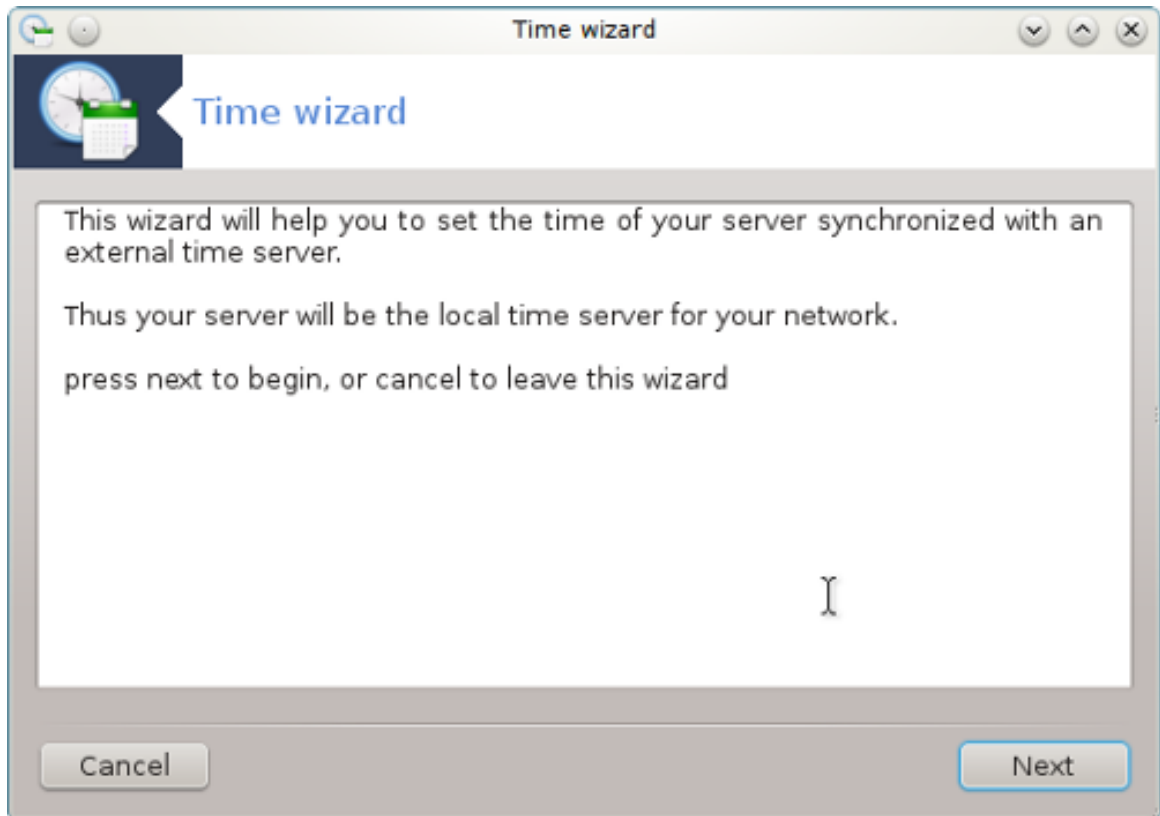 Time wizard
Time wizard
This wizard will help you to set the time of your server synchronized with an
external time server.
Thus your server will be the local time server for your network.
press next to begin, or cancel to leave this wizard
Cancel
Next